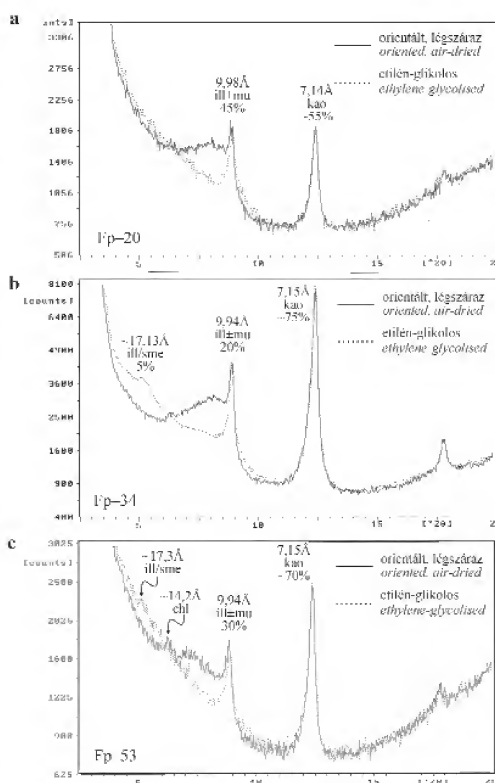 a
3306
2756
2256
1806
1406
1056
756
506
orientált, légszáraz
oriented, air-dried
etilén-glikolos
ethylene glycolised
9,98Å
ill±mu
45%
7,14Å
kao
~55%
Fp–20
5
10
15
[°2θ]
b
8100
[counts]
6400
4900
3600
2500
1600
900
400
orientált, légszáraz
oriented, air-dried
etilén-glikolos
ethylene glycolised
~17,13Å
ill/sme
5%
9,94Å
ill±mu
20%
7,15Å
kao
~75%
Fp–34
5
10
15
[°2θ]
c
3025
[counts]
2500
2025
1600
1225
900
625
orientált, légszáraz
oriented, air-dried
etilén-glikolos
ethylene-glycolised
~17,3Å
ill/sme
~14,2Å
chl
9,94Å
ill±mu
30%
7,15Å
kao
~70%
Fp–53
15
[°2θ]